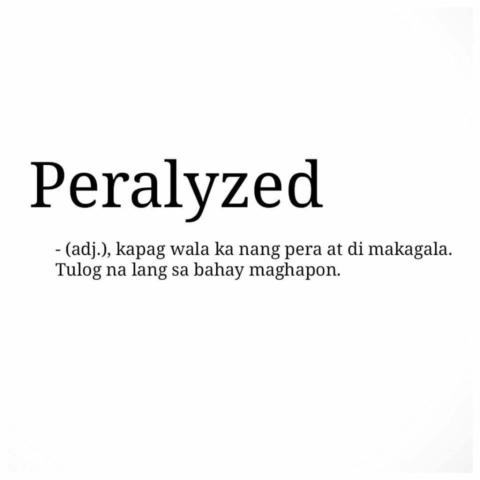 Peralyzed
- (adj.), kapag wala ka nang pera at di makagala.
Tulog na lang sa bahay maghapon.